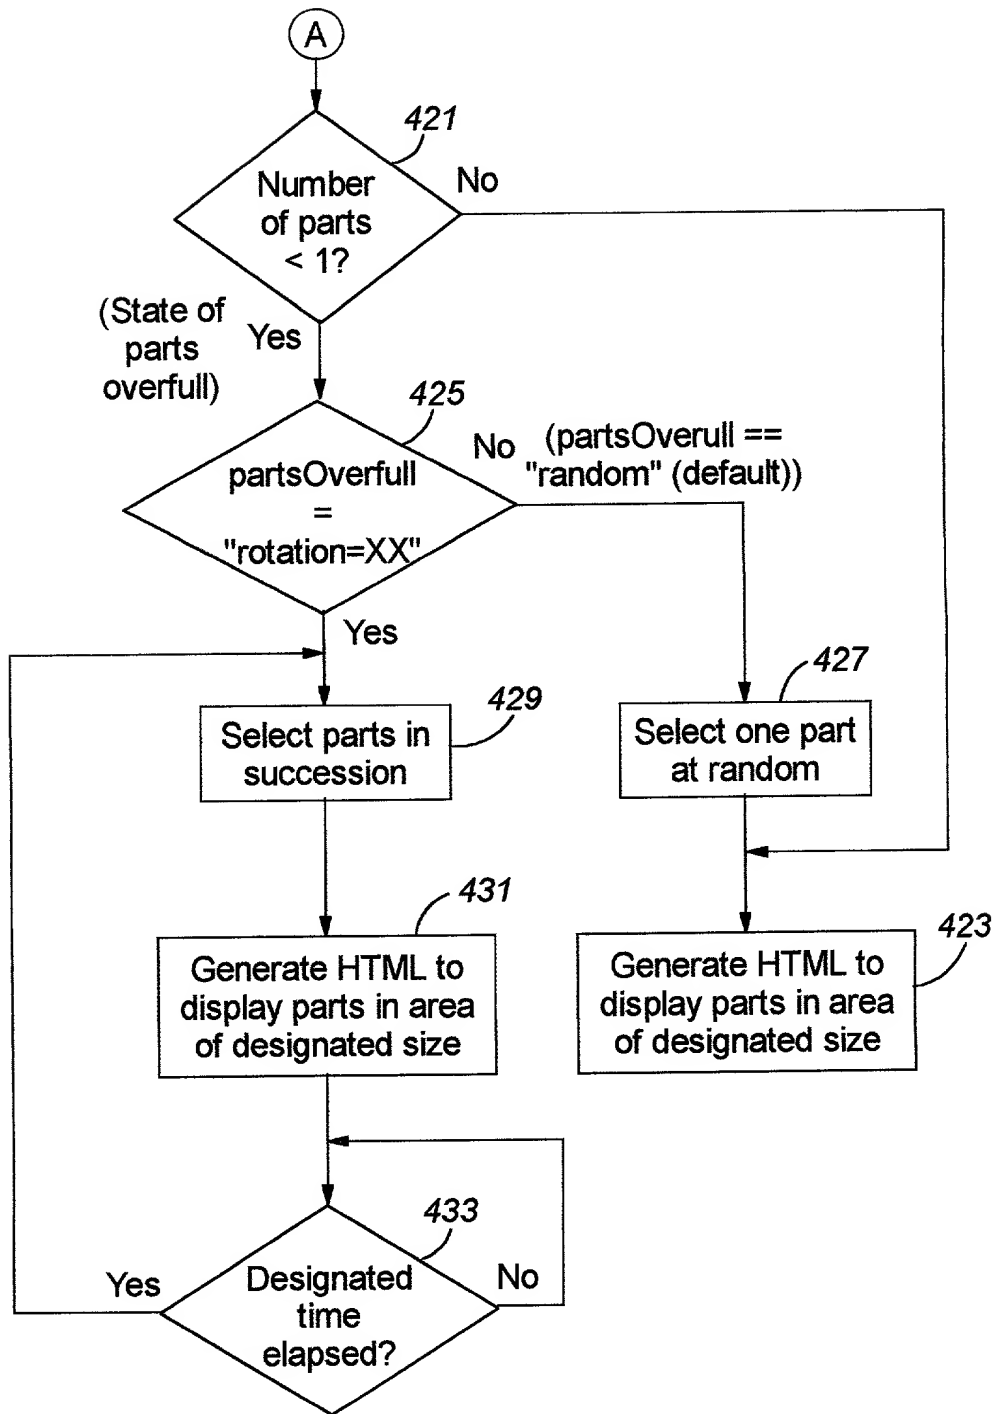 A
421
Number
of parts
< 1?
No
(State of
parts
overfull)
Yes
425
partsOverfull
=
"rotation=XX"
No (partsOverull ==
"random" (default))
Yes
427
Select one part
at random
429
Select parts in
succession
431
Generate HTML to
display parts in area
of designated size
423
Generate HTML to
display parts in area
of designated size
433
Designated
time
elapsed?
Yes
No